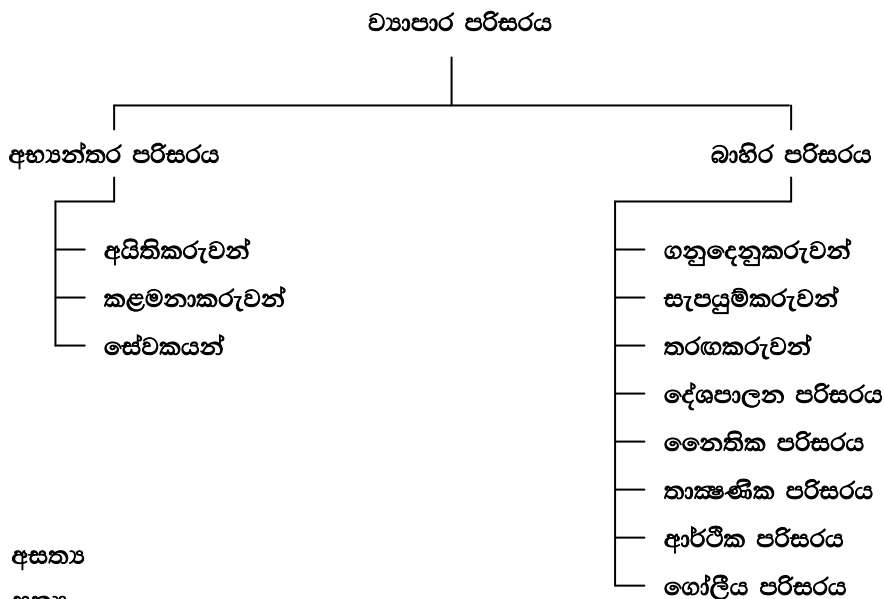 ව්‍යාපාර පරිසරය
අභ්‍යන්තර පරිසරය
බාහිර පරිසරය
අයිතිකරුවන්
කළමනාකරුවන්
සේවකයන්
ගනුදෙනුකරුවන්
සැපයුම්කරුවන්
තරඟකරුවන්
දේශපාලන පරිසරය
නෛතික පරිසරය
තාක්‍ෂණික පරිසරය
ආර්ථික පරිසරය
ගෝලීය පරිසරය
අසත්‍ය